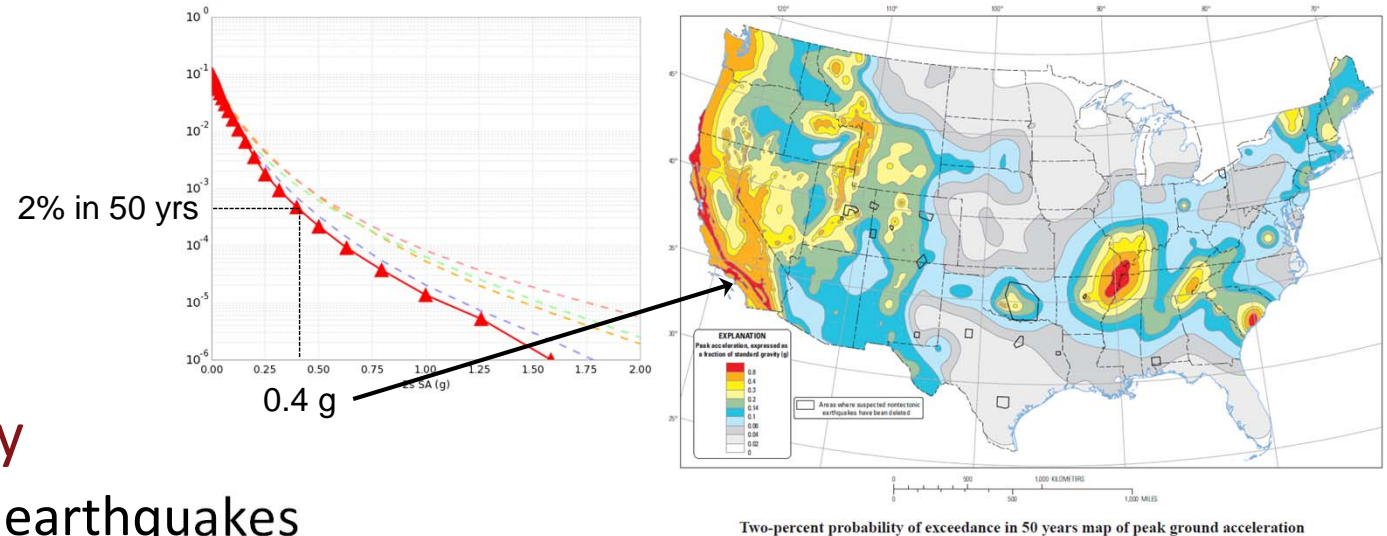 10^0
10^-1
10^-2
10^-3
10^-4
10^-5
10^-6
2% in 50 yrs
0.00 0.25 0.50 0.75 1.00 1.25 1.50 1.75 2.00
2s SA (g)
0.4 g
y
earthquakes
120° 110° 100° 90° 80° 70°
45°
40°
35°
30°
25°
EXPLANATION
Peak acceleration, expressed as
a fraction of standard gravity (g)
0.8
0.4
0.3
0.2
0.14
0.1
0.06
0.04
0.02
0
Areas where suspected nontectonic
earthquakes have been deleted
0 500 1,000 KILOMETERS
0 500 1,000 MILES
Two-percent probability of exceedance in 50 years map of peak ground acceleration